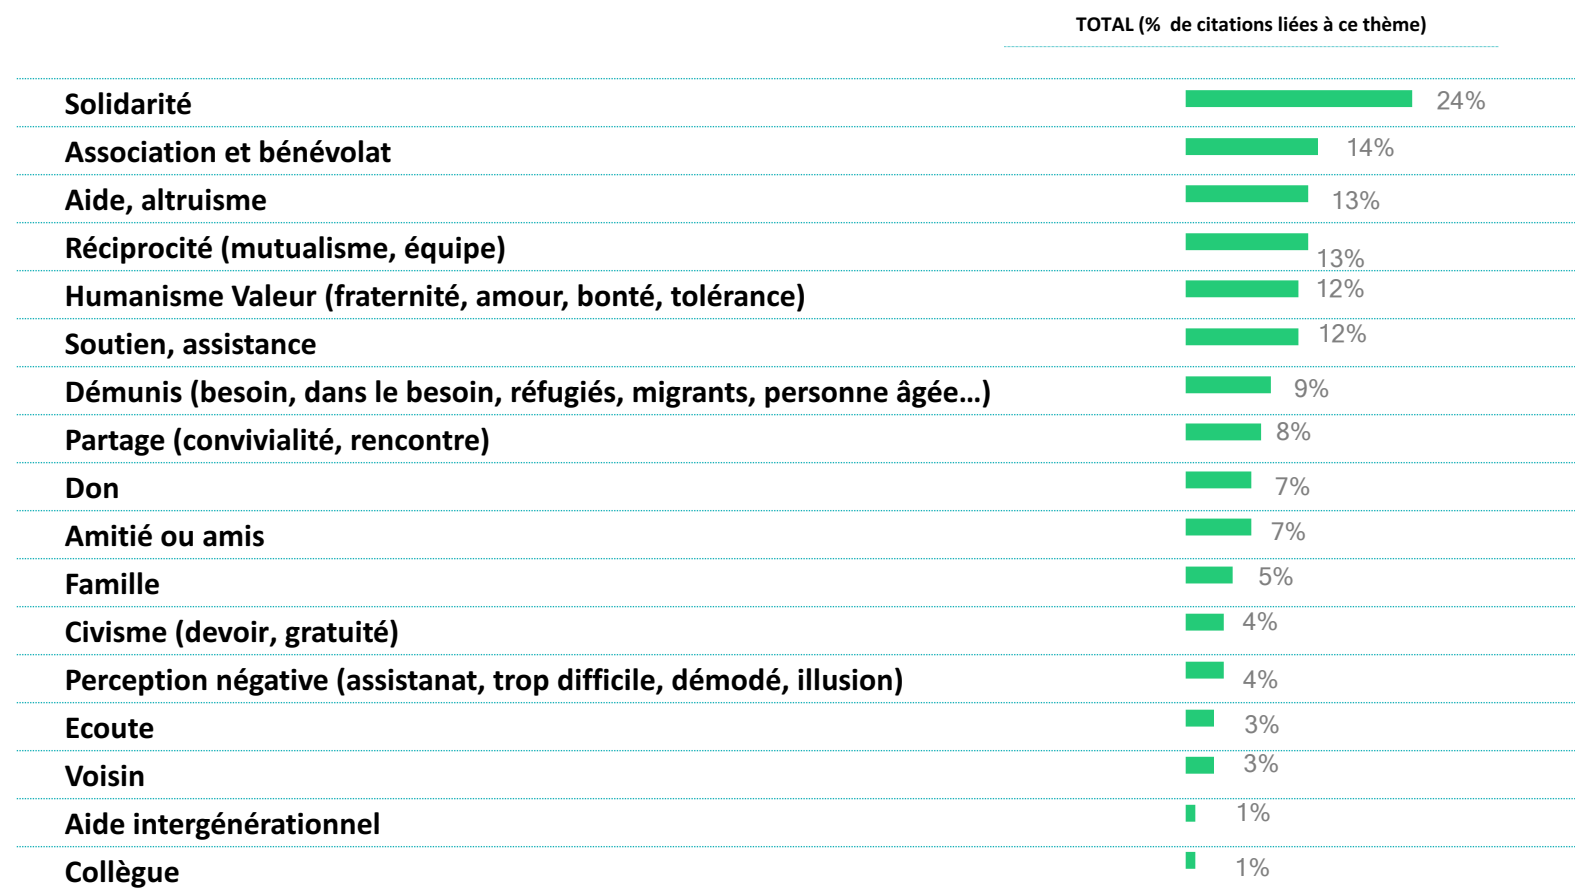 TOTAL (% de citations liées à ce thème)
Solidarité 24%
Association et bénévolat 14%
Aide, altruisme 13%
Réciprocité (mutualisme, équipe) 13%
Humanisme Valeur (fraternité, amour, bonté, tolérance) 12%
Soutien, assistance 12%
Démunis (besoin, dans le besoin, réfugiés, migrants, personne âgée…) 9%
Partage (convivialité, rencontre) 8%
Don 7%
Amitié ou amis 7%
Famille 5%
Civisme (devoir, gratuité) 4%
Perception négative (assistanat, trop difficile, démodé, illusion) 4%
Ecoute 3%
Voisin 3%
Aide intergénérationnel 1%
Collègue 1%